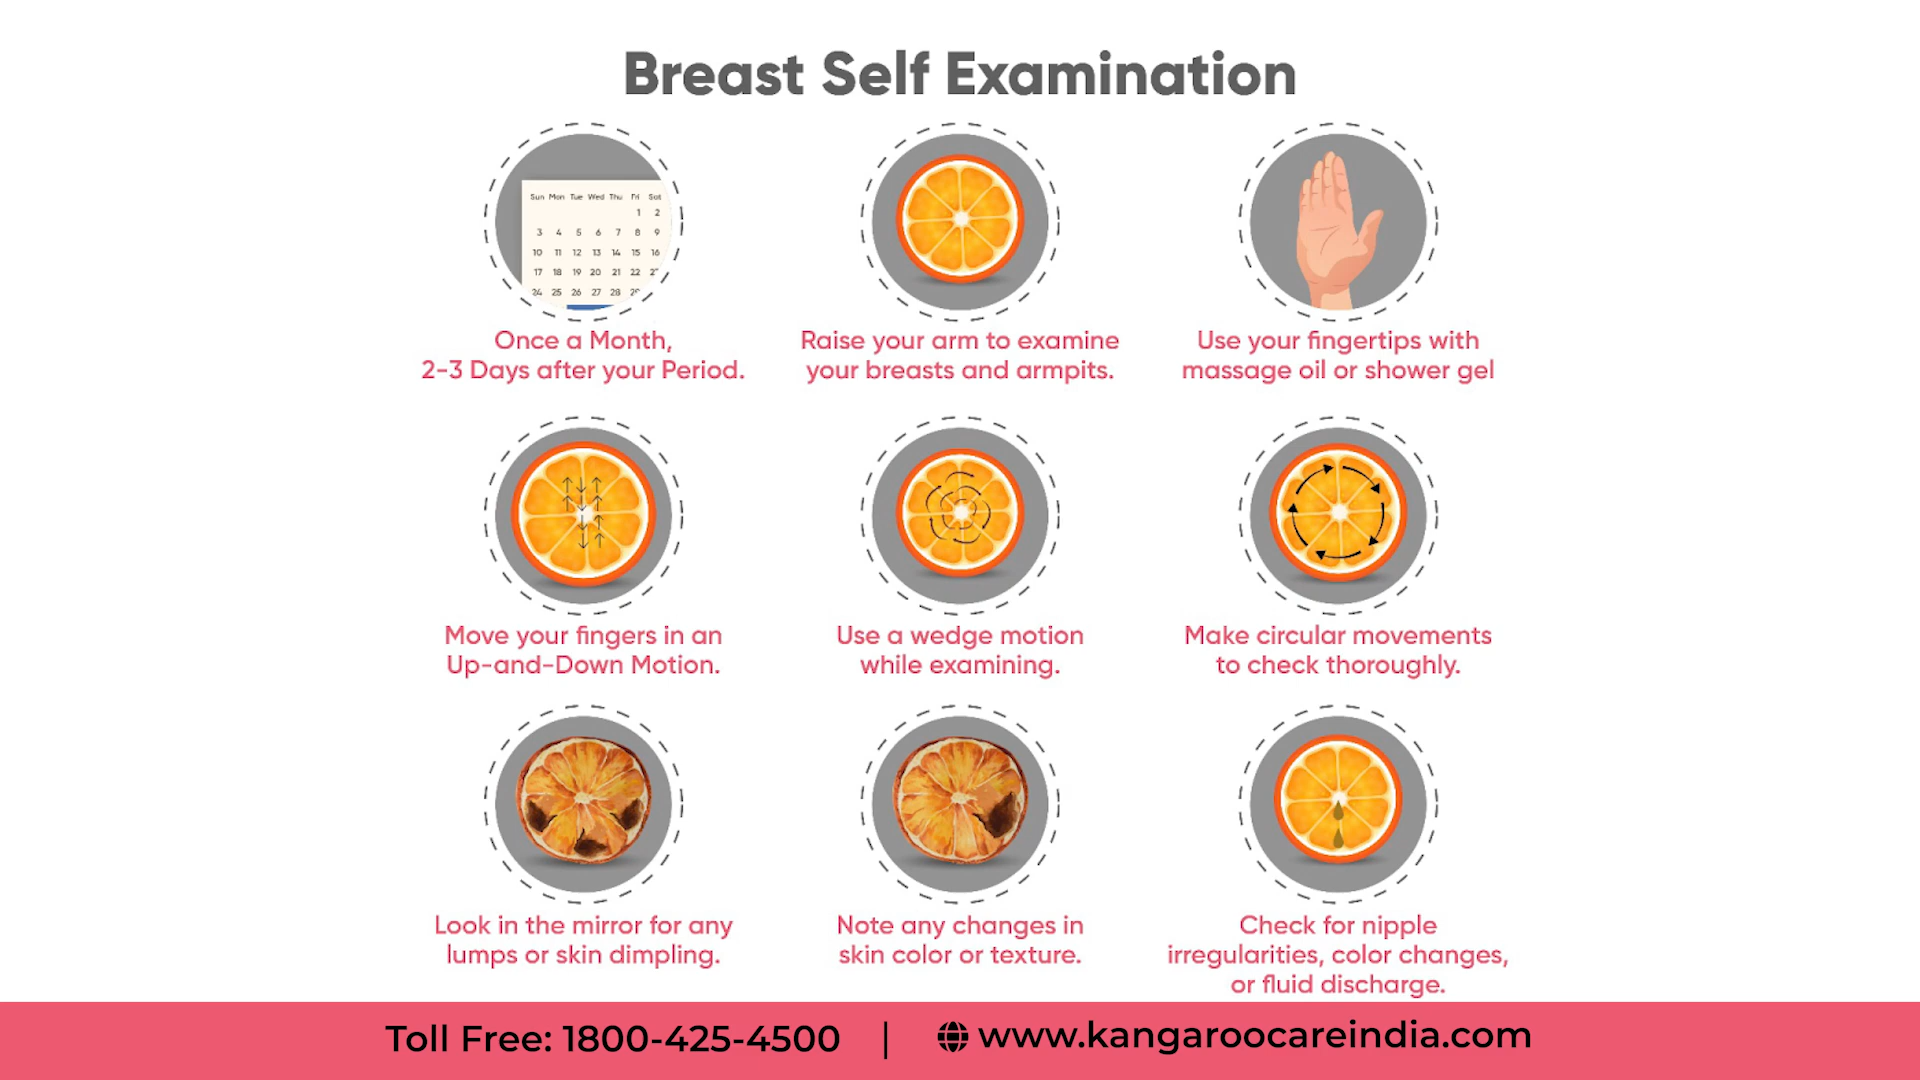 Breast Self Examination
Sun Mon Tue Wed Thu Fri Sat
1 2
3 4 5 6 7 8 9
10 11 12 13 14 15 16
17 18 19 20 21 22
24 25 26 27 28
Once a Month,
2-3 Days after your Period.
Raise your arm to examine
your breasts and armpits.
Use your fingertips with
massage oil or shower gel
Move your fingers in an
Up-and-Down Motion.
Use a wedge motion
while examining.
Make circular movements
to check thoroughly.
Look in the mirror for any
lumps or skin dimpling.
Note any changes in
skin color or texture.
Check for nipple
irregularities, color changes,
or fluid discharge.
Toll Free: 1800-425-4500 | www.kangaroocareindia.com